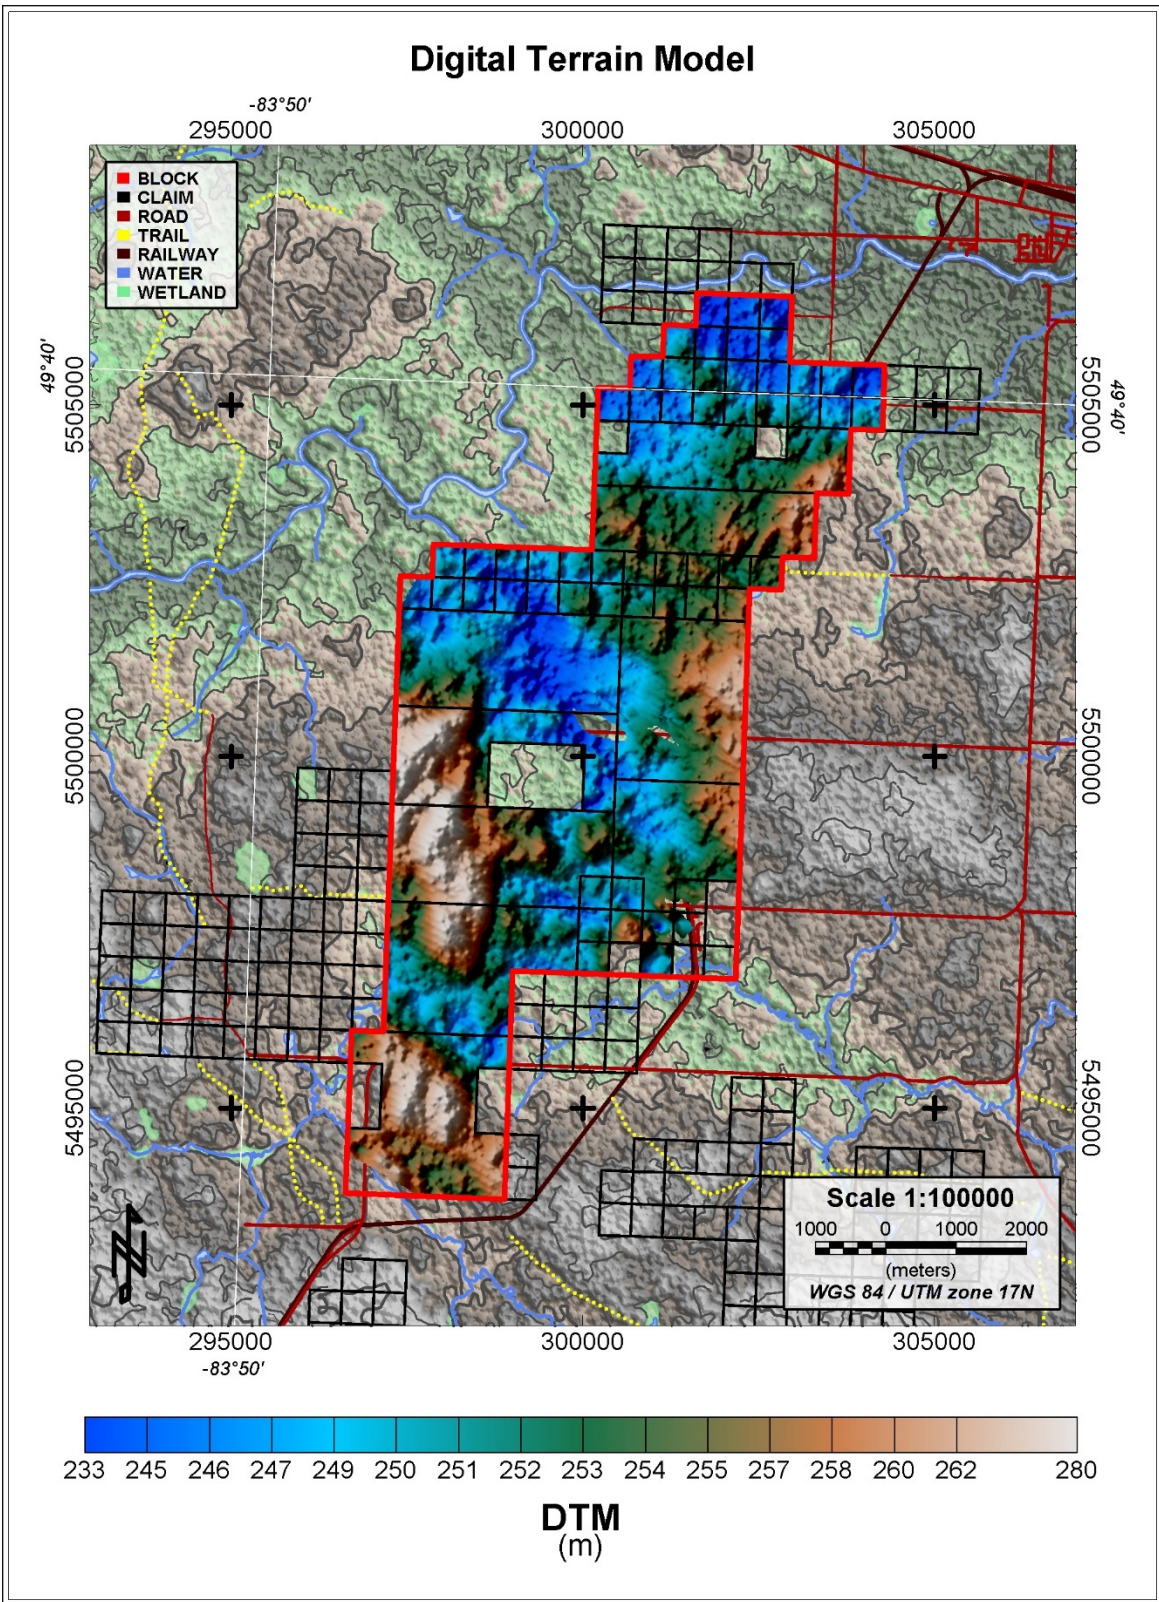 Digital Terrain Model
-83°50'
295000 300000 305000
BLOCK
CLAIM
ROAD
TRAIL
RAILWAY
WATER
WETLAND
49°40'
5505000
5505000
49°40'
5500000
5500000
5495000
5495000
Scale 1:100000
1000 0 1000 2000
(meters)
WGS 84 / UTM zone 17N
295000 300000 305000
-83°50'
233 245 246 247 249 250 251 252 253 254 255 257 258 260 262 280
DTM
(m)